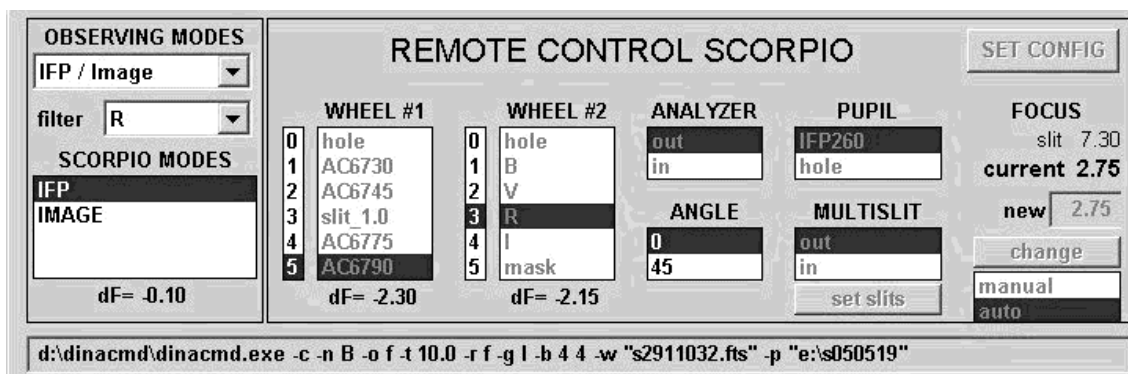 OBSERVING MODES
IFP / Image
filter R
SCORPIO MODES
IFP
IMAGE
dF= -0.10
REMOTE CONTROL SCORPIO
SET CONFIG
WHEEL #1
0 hole
1 AC6730
2 AC6745
3 slit_1.0
4 AC6775
5 AC6790
dF= -2.30
WHEEL #2
0 hole
1 B
2 V
3 R
4 I
5 mask
dF= -2.15
ANALYZER
out
in
ANGLE
0
45
PUPIL
IFP260
hole
MULTISLIT
out
in
set slits
FOCUS
slit 7.30
current 2.75
new 2.75
change
manual
auto
d:\dinacmd\dinacmd.exe -c -n B -o f -t 10.0 -r f -g l -b 4 4 -w "s2911032.fts" -p "e:\s050519"